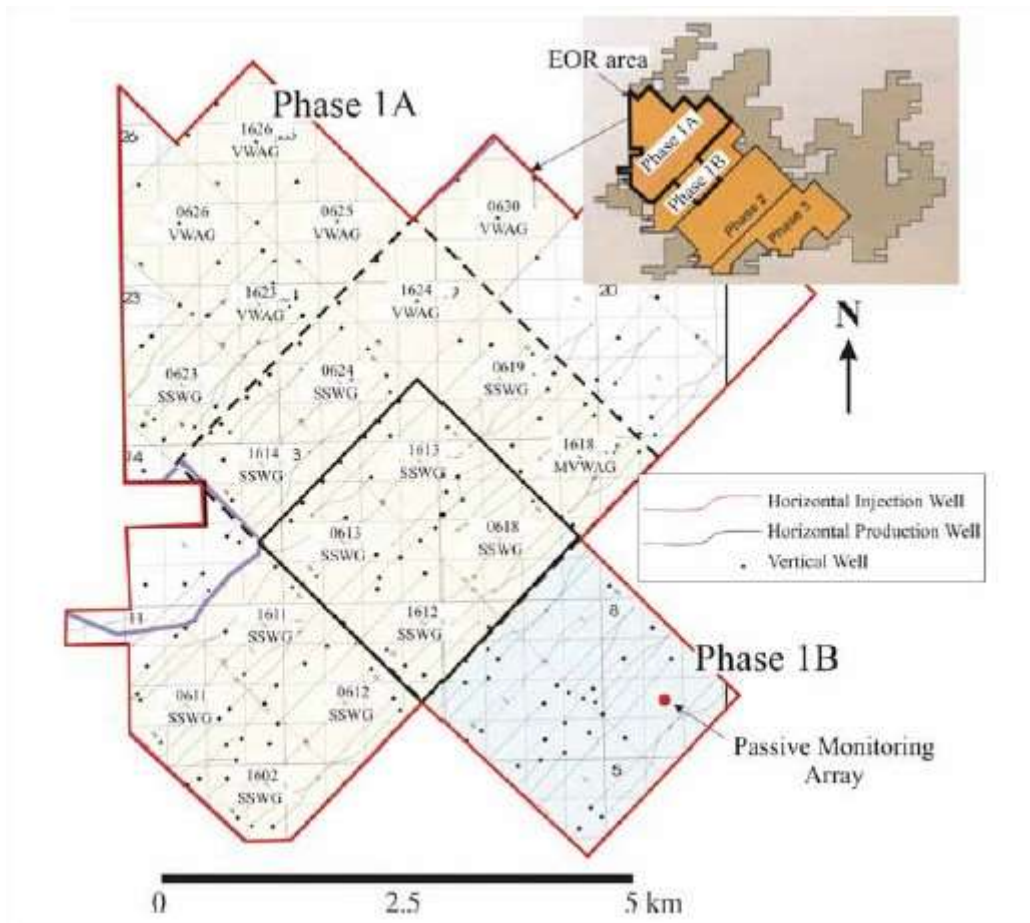 EOR area
Phase 1A
Phase 1A
Phase 1B
Phase 2
Phase 3
26
1626
VWAG
0626
VWAG
0625
VWAG
0630
VWAG
23
1623
VWAG
1624
VWAG
20
N
0623
SSWG
0624
SSWG
0619
SSWG
14
1614
SSWG
3
1613
SSWG
1618
MVWAG
Horizontal Injection Well
Horizontal Production Well
Vertical Well
0613
SSWG
0618
SSWG
11
1611
SSWG
1612
SSWG
8
Phase 1B
0611
SSWG
0612
SSWG
Passive Monitoring
Array
5
1602
SSWG
0
2.5
5 km